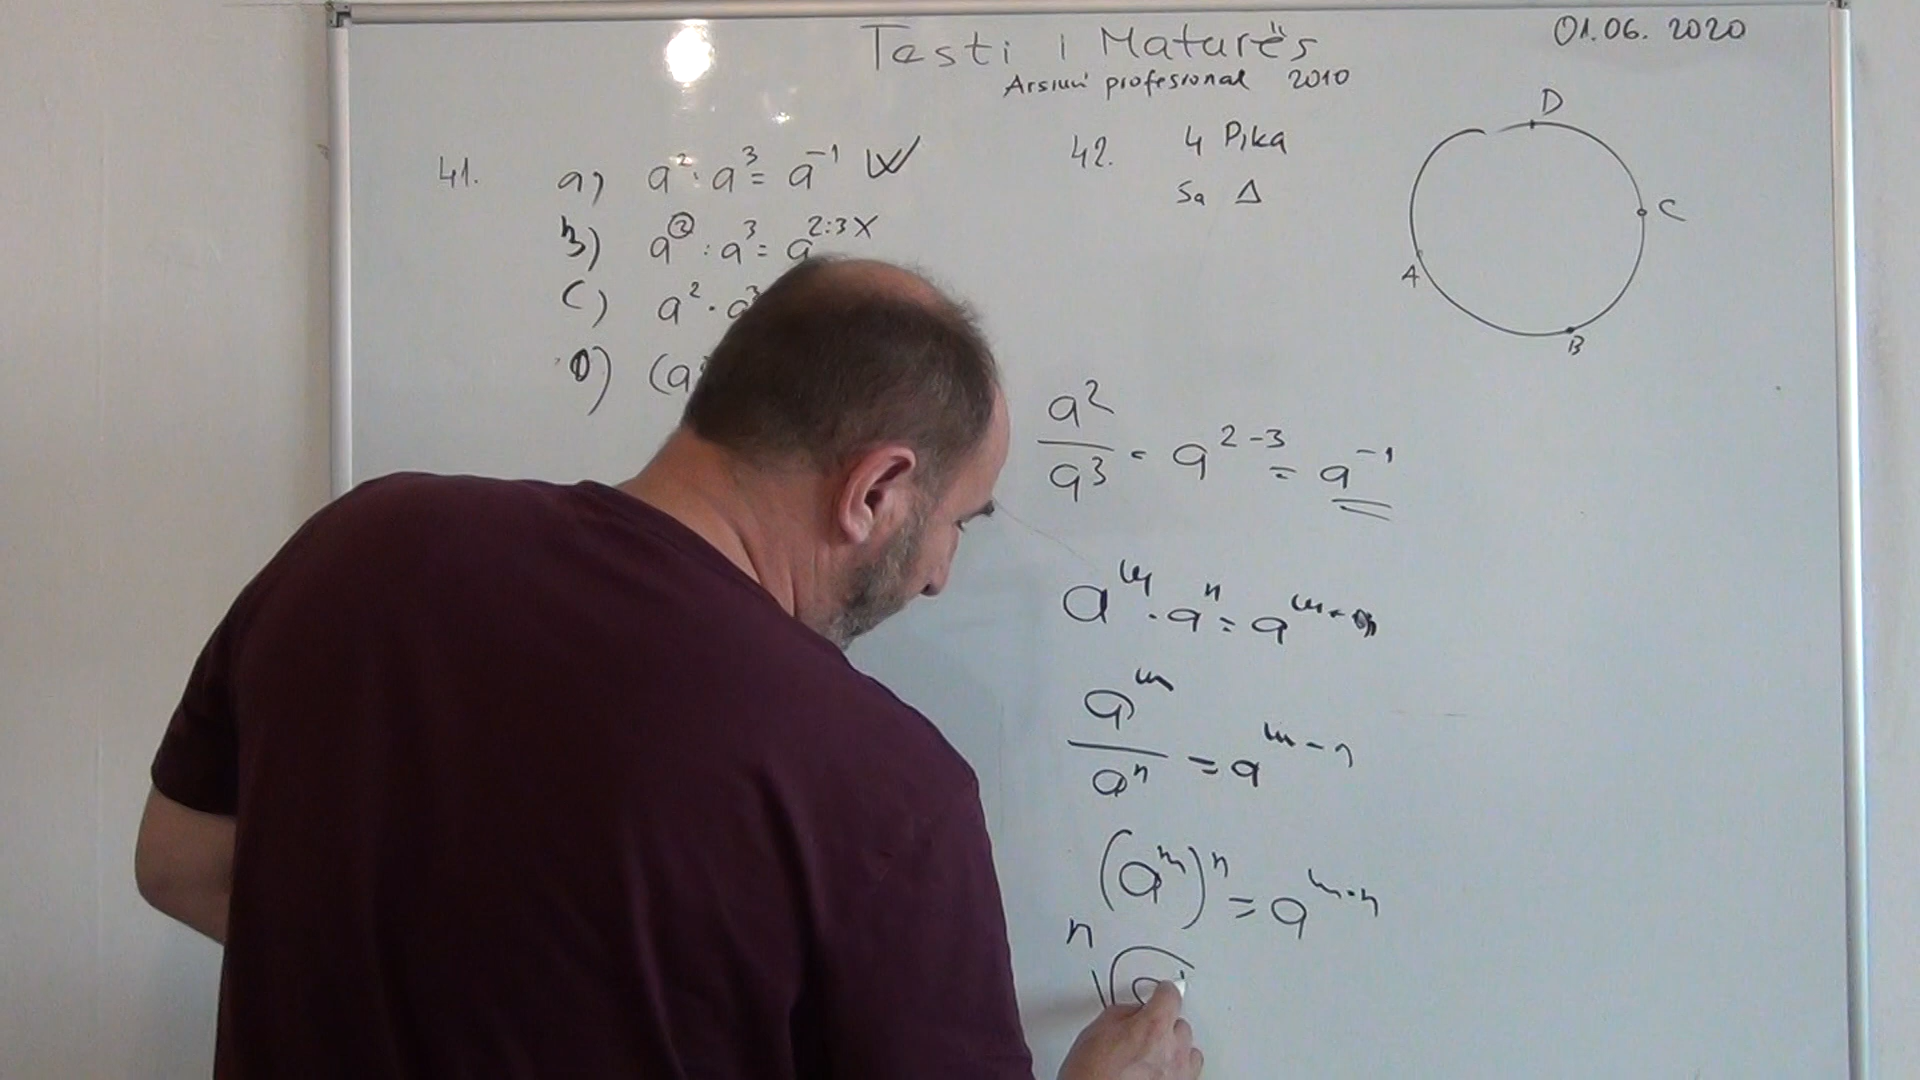 Testi i Maturës
01.06. 2020
Arsimi profesional 2010
41.
a) a² : a³ = a⁻¹
B) a² : a³ = a^2:3 X
C) a² · a³
D) (a
42. 4 Pika
Sa Δ
D
C
A
B
a²/a³ = a^2-3 = a⁻¹
a^m · a^n = a^m+n
a^m/a^n = a^m-n
(a^m)^n = a^m·n
n√a